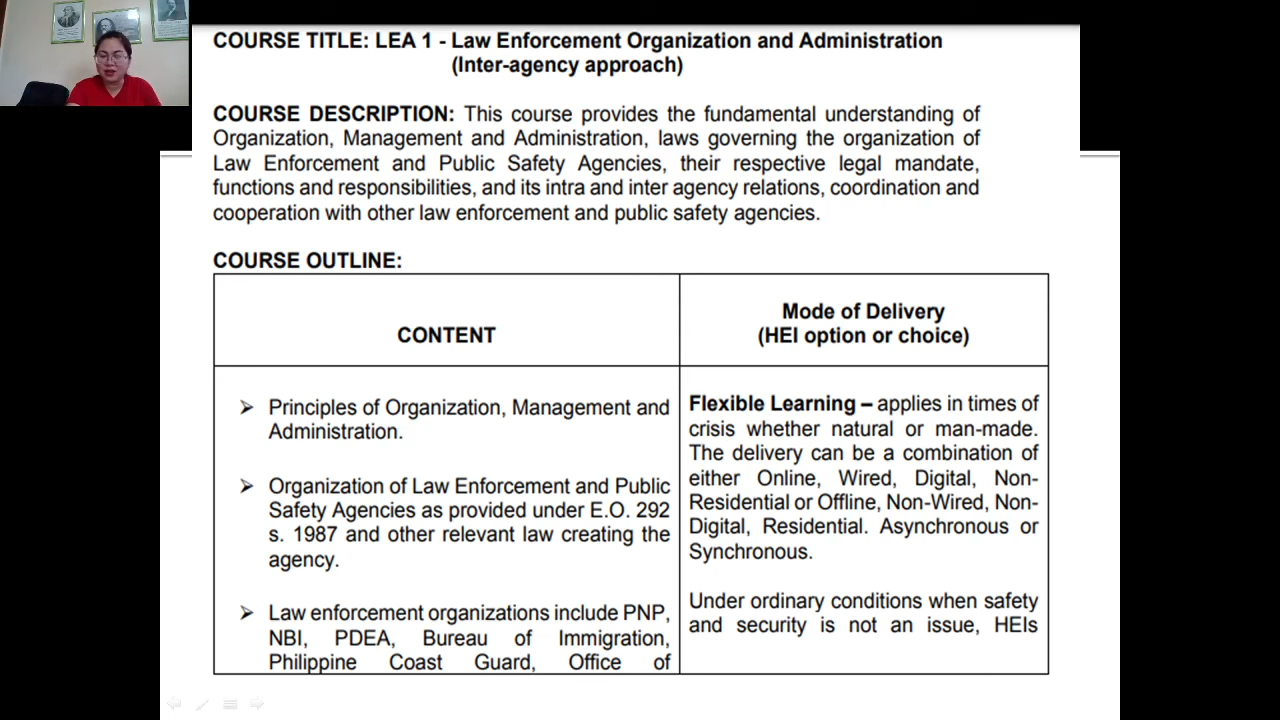 COURSE TITLE: LEA 1 - Law Enforcement Organization and Administration
(Inter-agency approach)
COURSE DESCRIPTION: This course provides the fundamental understanding of
Organization, Management and Administration, laws governing the organization of
Law Enforcement and Public Safety Agencies, their respective legal mandate,
functions and responsibilities, and its intra and inter agency relations, coordination and
cooperation with other law enforcement and public safety agencies.
COURSE OUTLINE:
CONTENT
Mode of Delivery
(HEI option or choice)
➢ Principles of Organization, Management and
Administration.
➢ Organization of Law Enforcement and Public
Safety Agencies as provided under E.O. 292
s. 1987 and other relevant law creating the
agency.
➢ Law enforcement organizations include PNP,
NBI, PDEA, Bureau of Immigration,
Philippine Coast Guard, Office of
Flexible Learning – applies in times of
crisis whether natural or man-made.
The delivery can be a combination of
either Online, Wired, Digital, Non-
Residential or Offline, Non-Wired, Non-
Digital, Residential. Asynchronous or
Synchronous.
Under ordinary conditions when safety
and security is not an issue, HEIs